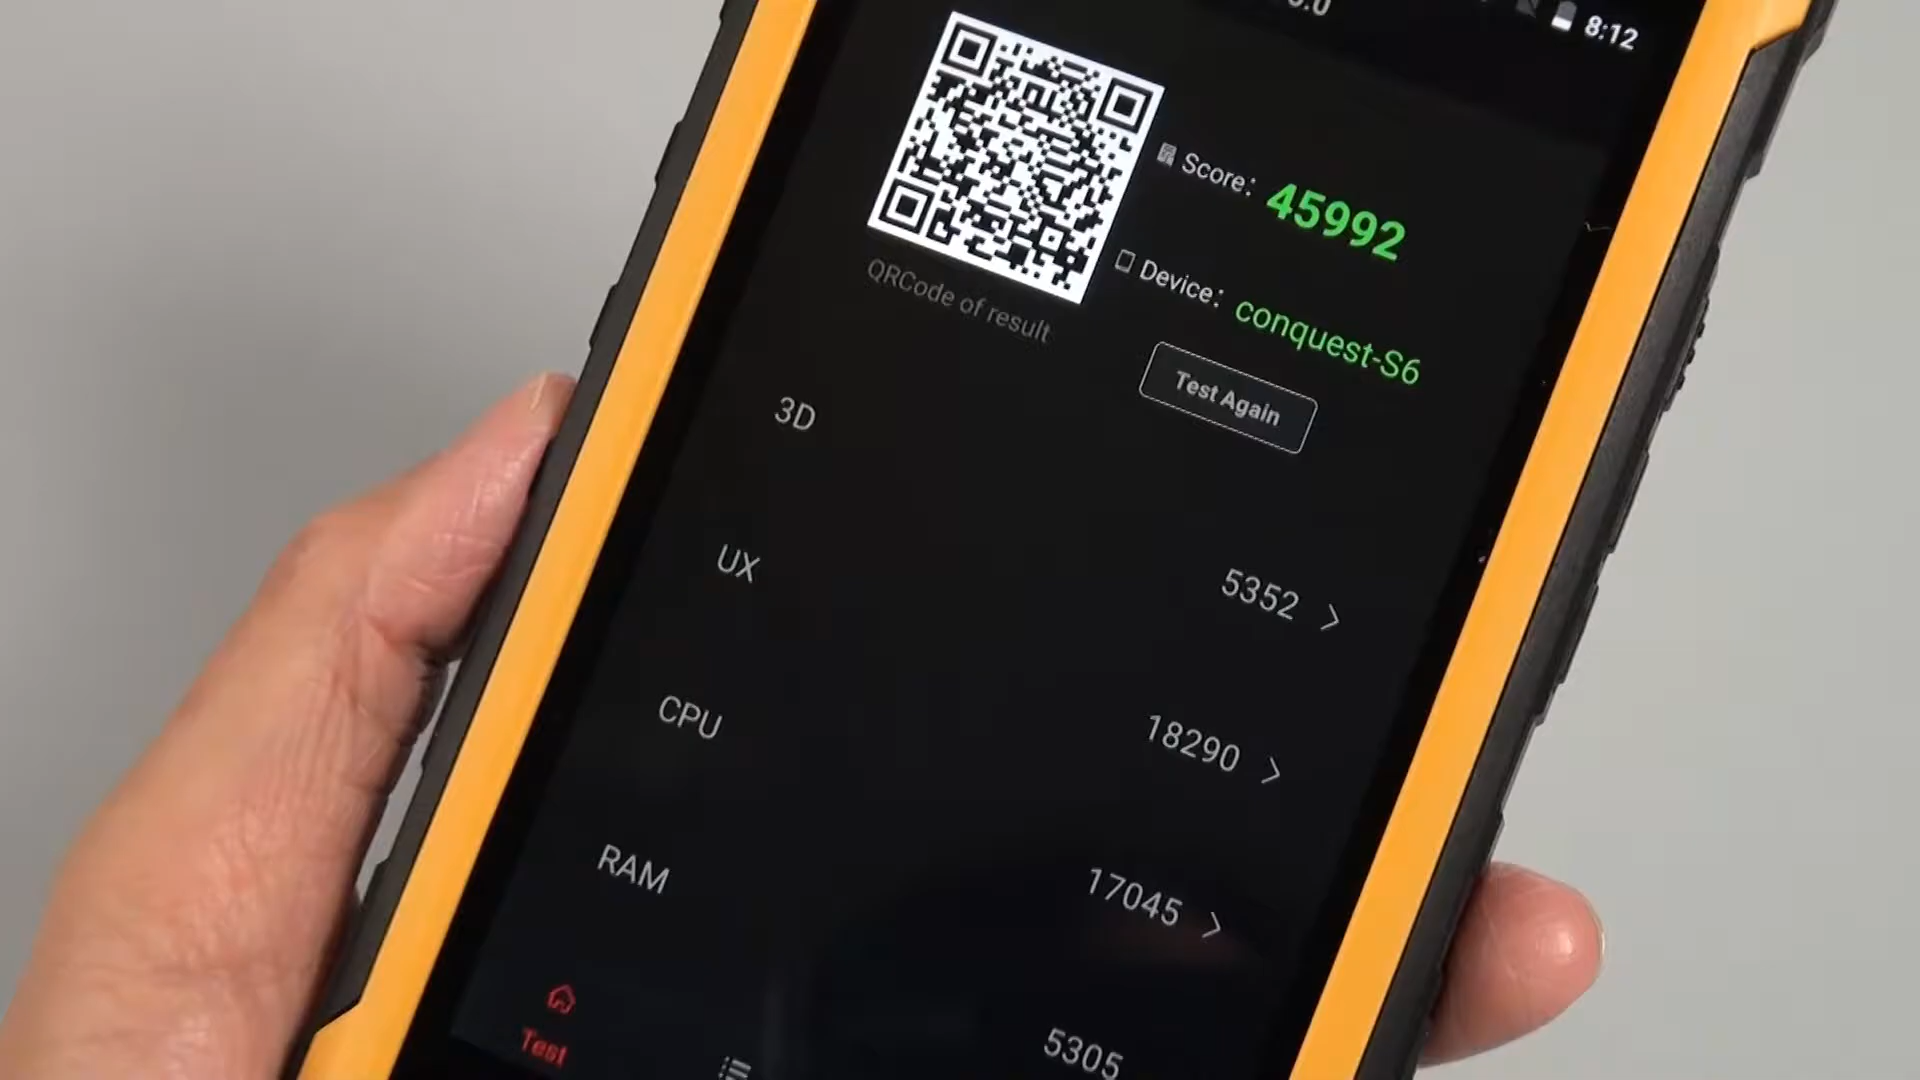 8:12
Score: 45992
QRCode of result
Device: conquest-S6
Test Again
3D 5352
UX 18290
CPU 17045
RAM 5305
Test